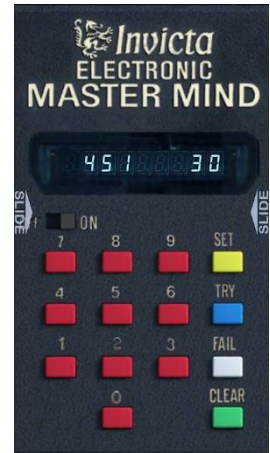 Invicta
ELECTRONIC
MASTER MIND
451 30
SLIDE SLIDE
ff ON
7 8 9 SET
4 5 6 TRY
1 2 3 FAIL
0 CLEAR